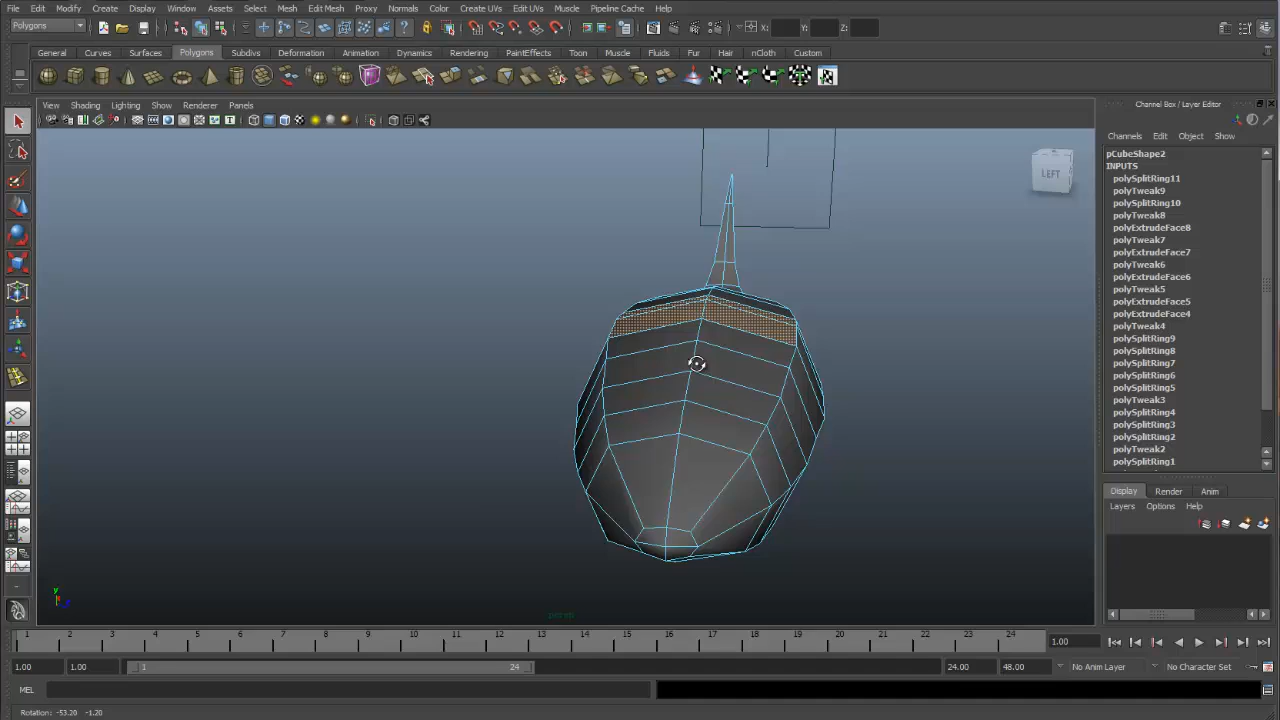 File Edit Modify Create Display Window Assets Select Mesh Edit Mesh Proxy Normals Color Create UVs Edit UVs Muscle Pipeline Cache Help
Polygons X: Y: Z:
General Curves Surfaces Polygons Subdivs Deformation Animation Dynamics Rendering PaintEffects Toon Muscle Fluids Fur Hair nCloth Custom
View Shading Lighting Show Renderer Panels
Channel Box / Layer Editor
Channels Edit Object Show
pCubeShape2
INPUTS
polySplitRing11
polyTweak9
polySplitRing10
polyTweak8
polyExtrudeFace8
polyTweak7
polyExtrudeFace7
polyTweak6
polyExtrudeFace6
polyTweak5
polyExtrudeFace5
polyExtrudeFace4
polyTweak4
polySplitRing9
polySplitRing8
polySplitRing7
polySplitRing6
polySplitRing5
polyTweak3
polySplitRing4
polySplitRing3
polySplitRing2
polyTweak2
polySplitRing1
LEFT
Display Render Anim
Layers Options Help
y
persp
1 2 3 4 5 6 7 8 9 10 11 12 13 14 15 16 17 18 19 20 21 22 23 24 1.00
1.00 1.00 1 24 24.00 48.00 No Anim Layer No Character Set
MEL
Rotation: -53.20 -1.20